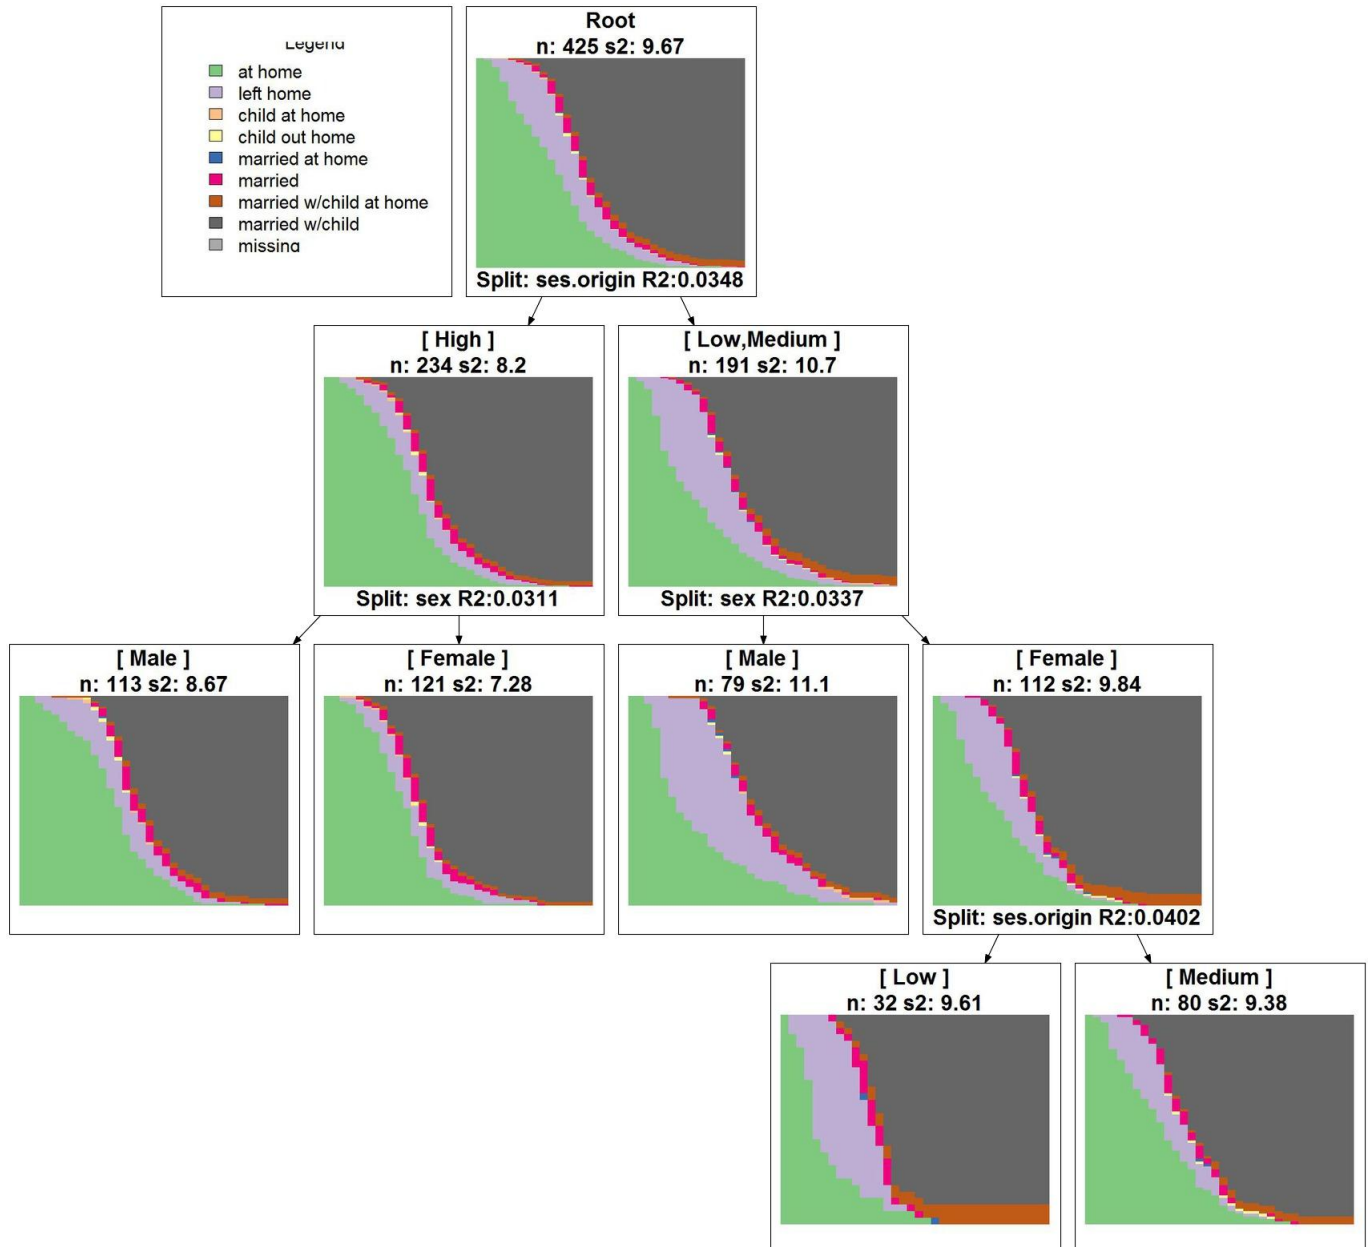 Legend
at home
left home
child at home
child out home
married at home
married
married w/child at home
married w/child
missing
Root
n: 425 s2: 9.67
Split: ses.origin R2:0.0348
[ High ]
n: 234 s2: 8.2
Split: sex R2:0.0311
[ Low,Medium ]
n: 191 s2: 10.7
Split: sex R2:0.0337
[ Male ]
n: 113 s2: 8.67
[ Female ]
n: 121 s2: 7.28
[ Male ]
n: 79 s2: 11.1
[ Female ]
n: 112 s2: 9.84
Split: ses.origin R2:0.0402
[ Low ]
n: 32 s2: 9.61
[ Medium ]
n: 80 s2: 9.38